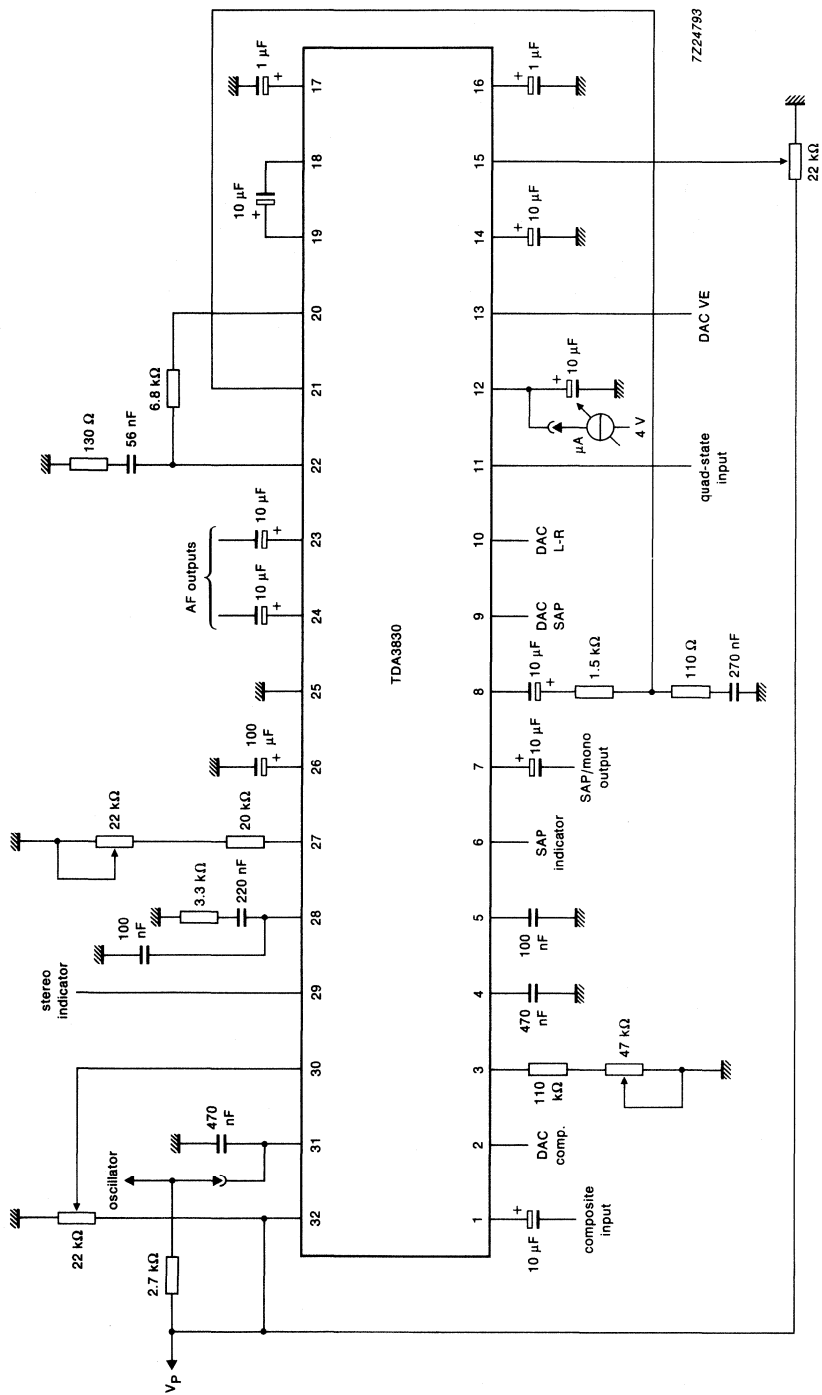 V_P
2.7 kΩ
22 kΩ
oscillator
470
nF
stereo
indicator
100
nF
3.3 kΩ
220 nF
22 kΩ
20 kΩ
100
μF
+
AF outputs
10 μF
+
10 μF
+
130 Ω
56 nF
6.8 kΩ
10 μF
+
1 μF
+
32
31
30
29
28
27
26
25
24
23
22
21
20
19
18
17
TDA3830
1
2
3
4
5
6
7
8
9
10
11
12
13
14
15
16
10 μF
+
composite
input
DAC
comp.
110
kΩ
47 kΩ
470
nF
100
nF
SAP
indicator
+
10 μF
SAP/mono
output
10 μF
+
1.5 kΩ
110 Ω
270 nF
DAC
SAP
DAC
L-R
quad-state
input
μA
4 V
+
10 μF
DAC VE
+
10 μF
+
1 μF
22 kΩ
7Z24793